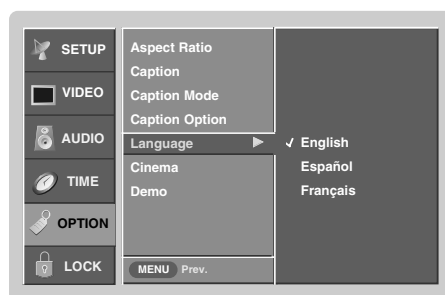 SETUP
VIDEO
AUDIO
TIME
OPTION
LOCK
Aspect Ratio
Caption
Caption Mode
Caption Option
Language
Cinema
Demo
MENU Prev.
✓ English
Español
Français